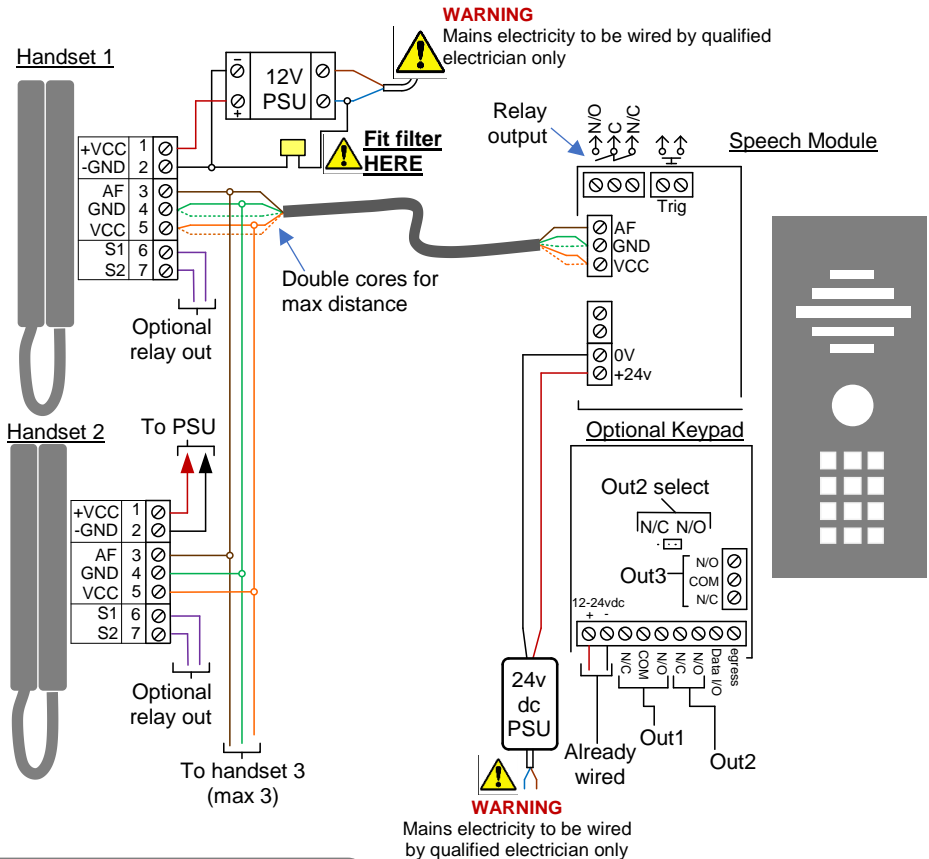 WARNING
Mains electricity to be wired by qualified
electrician only
Handset 1
12V
PSU
-
+
Fit filter
HERE
+VCC 1
-GND 2
AF 3
GND 4
VCC 5
S1 6
S2 7
Double cores for
max distance
Optional
relay out
Relay
output
N/O
C
N/C
Speech Module
Trig
AF
GND
VCC
0V
+24v
Handset 2
To PSU
+VCC 1
-GND 2
AF 3
GND 4
VCC 5
S1 6
S2 7
Optional
relay out
To handset 3
(max 3)
Optional Keypad
Out2 select
N/C N/O
Out3
N/O
COM
N/C
12-24vdc
+ -
N/C
COM
N/O
N/C
N/O
Data I/O
egress
Already
wired
Out1
Out2
24v
dc
PSU
WARNING
Mains electricity to be wired
by qualified electrician only